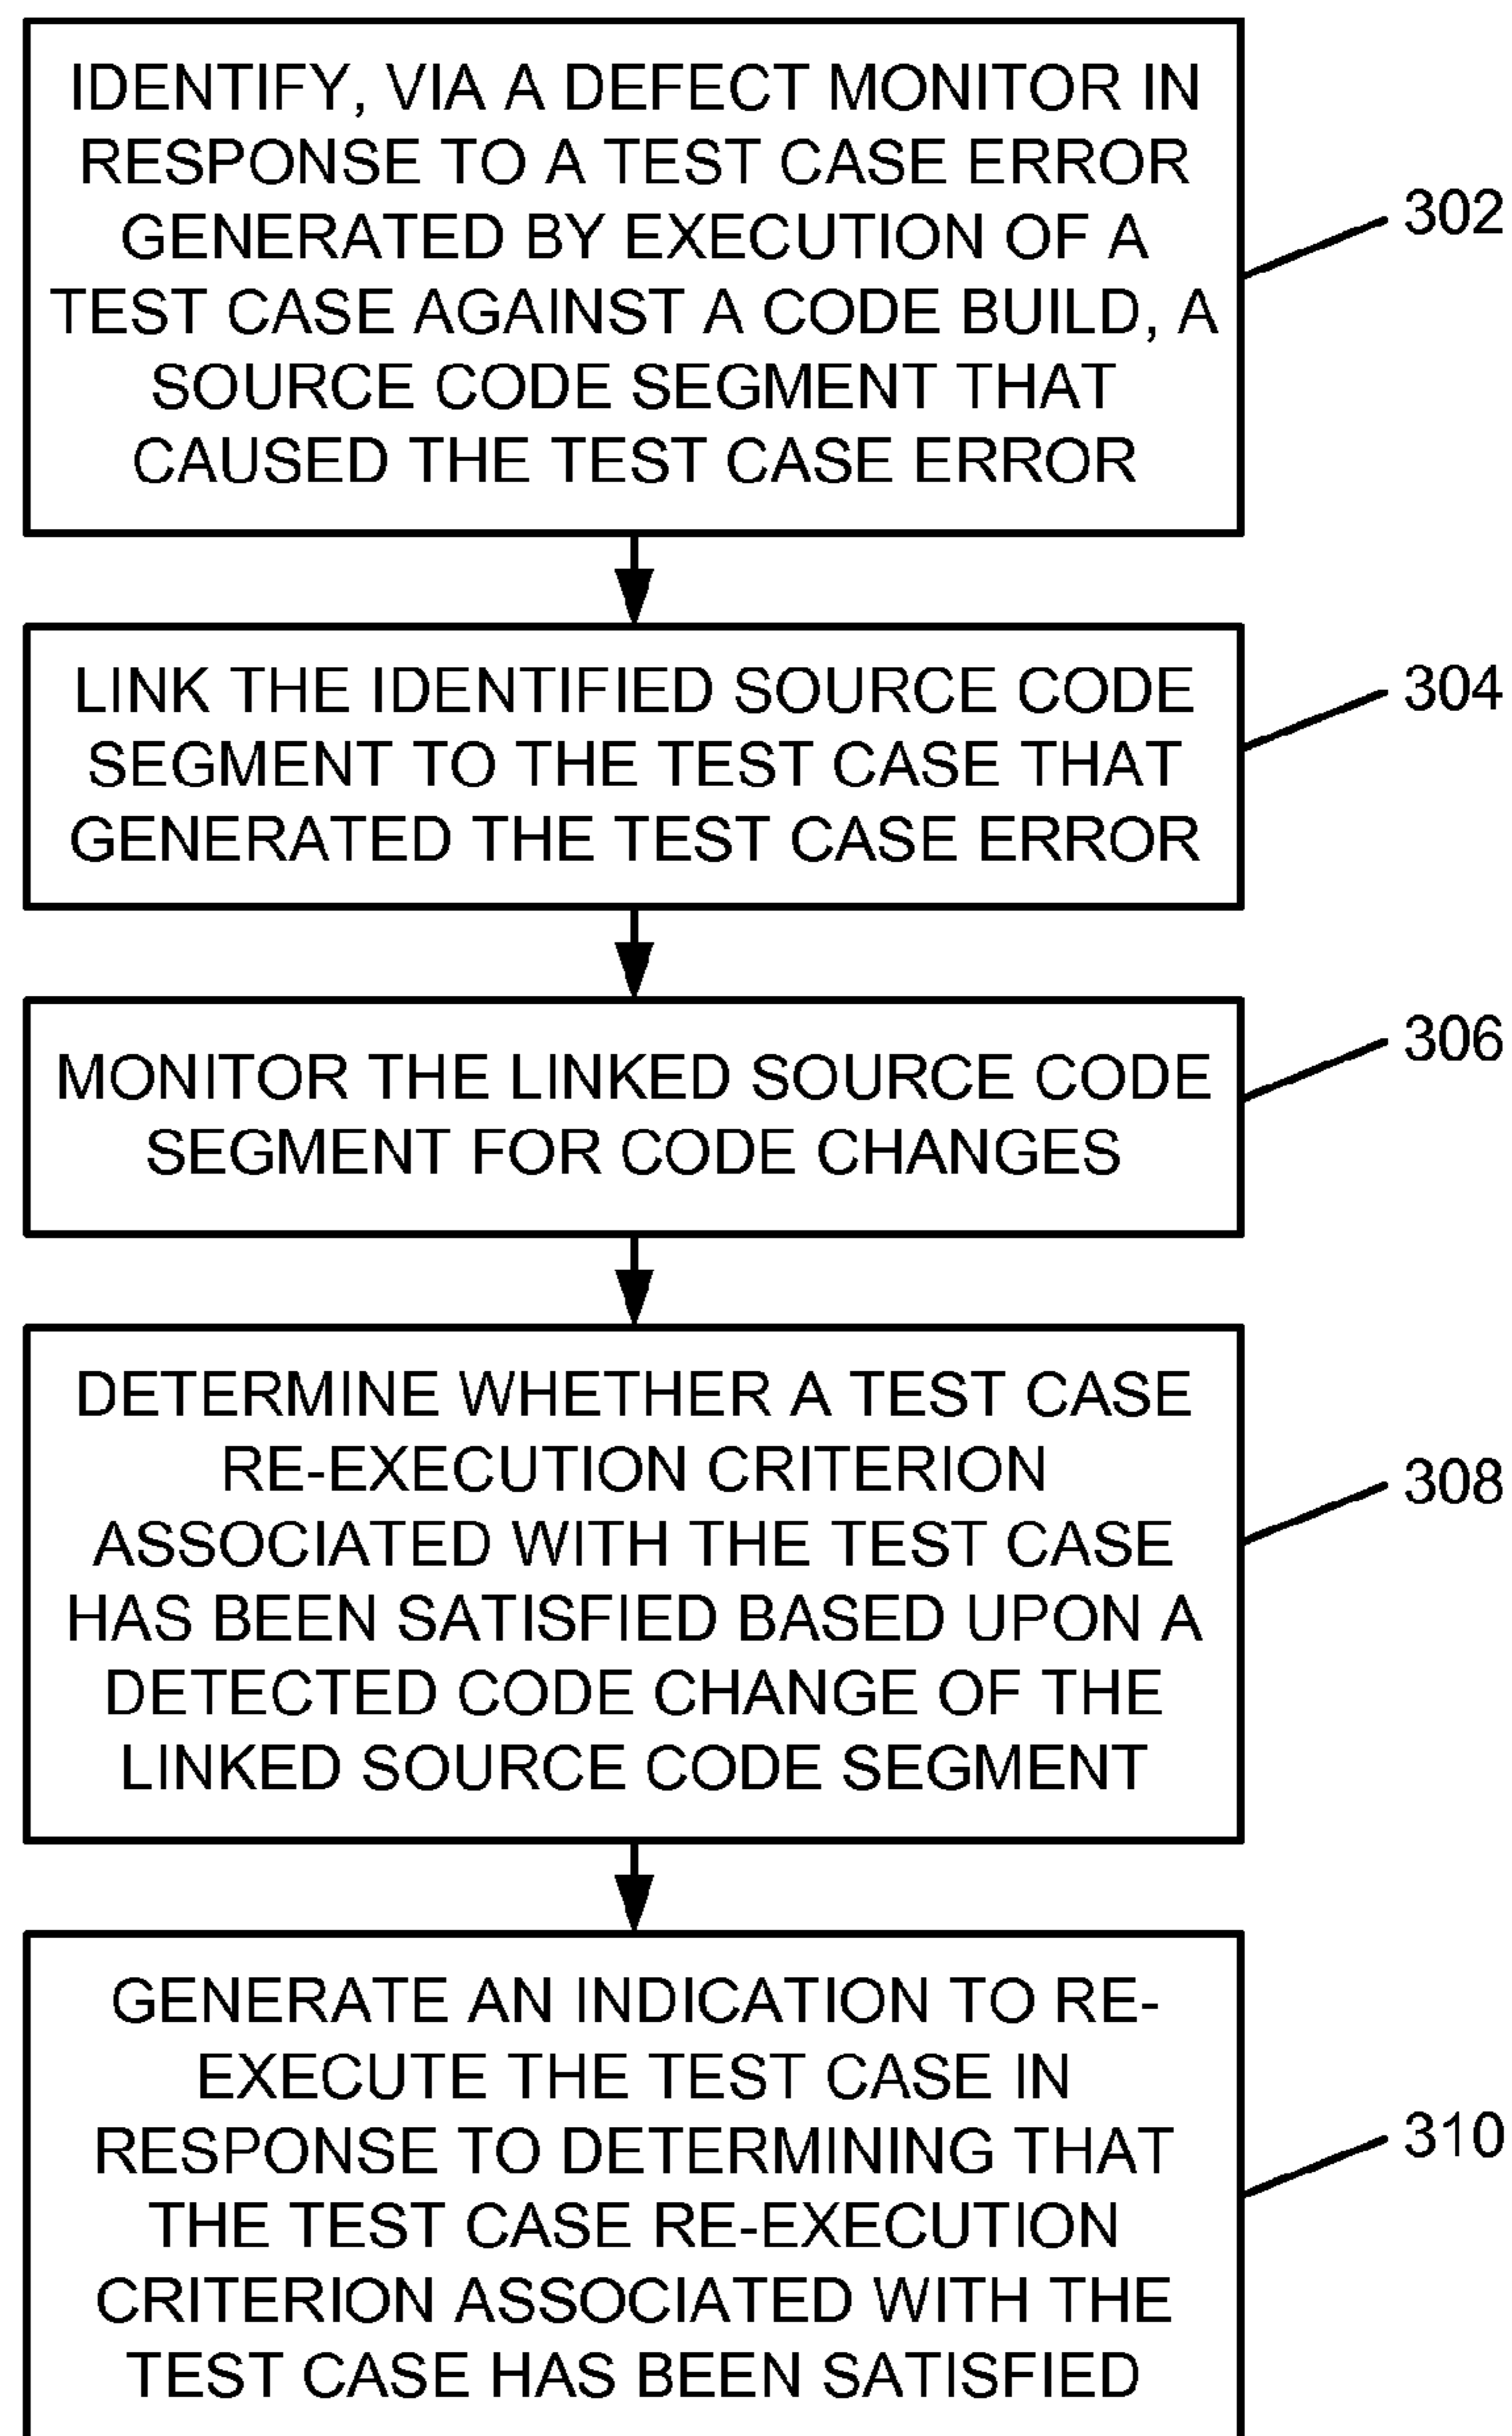 IDENTIFY, VIA A DEFECT MONITOR IN
RESPONSE TO A TEST CASE ERROR
GENERATED BY EXECUTION OF A
TEST CASE AGAINST A CODE BUILD, A
SOURCE CODE SEGMENT THAT
CAUSED THE TEST CASE ERROR
302
LINK THE IDENTIFIED SOURCE CODE
SEGMENT TO THE TEST CASE THAT
GENERATED THE TEST CASE ERROR
304
MONITOR THE LINKED SOURCE CODE
SEGMENT FOR CODE CHANGES
306
DETERMINE WHETHER A TEST CASE
RE-EXECUTION CRITERION
ASSOCIATED WITH THE TEST CASE
HAS BEEN SATISFIED BASED UPON A
DETECTED CODE CHANGE OF THE
LINKED SOURCE CODE SEGMENT
308
GENERATE AN INDICATION TO RE-
EXECUTE THE TEST CASE IN
RESPONSE TO DETERMINING THAT
THE TEST CASE RE-EXECUTION
CRITERION ASSOCIATED WITH THE
TEST CASE HAS BEEN SATISFIED
310